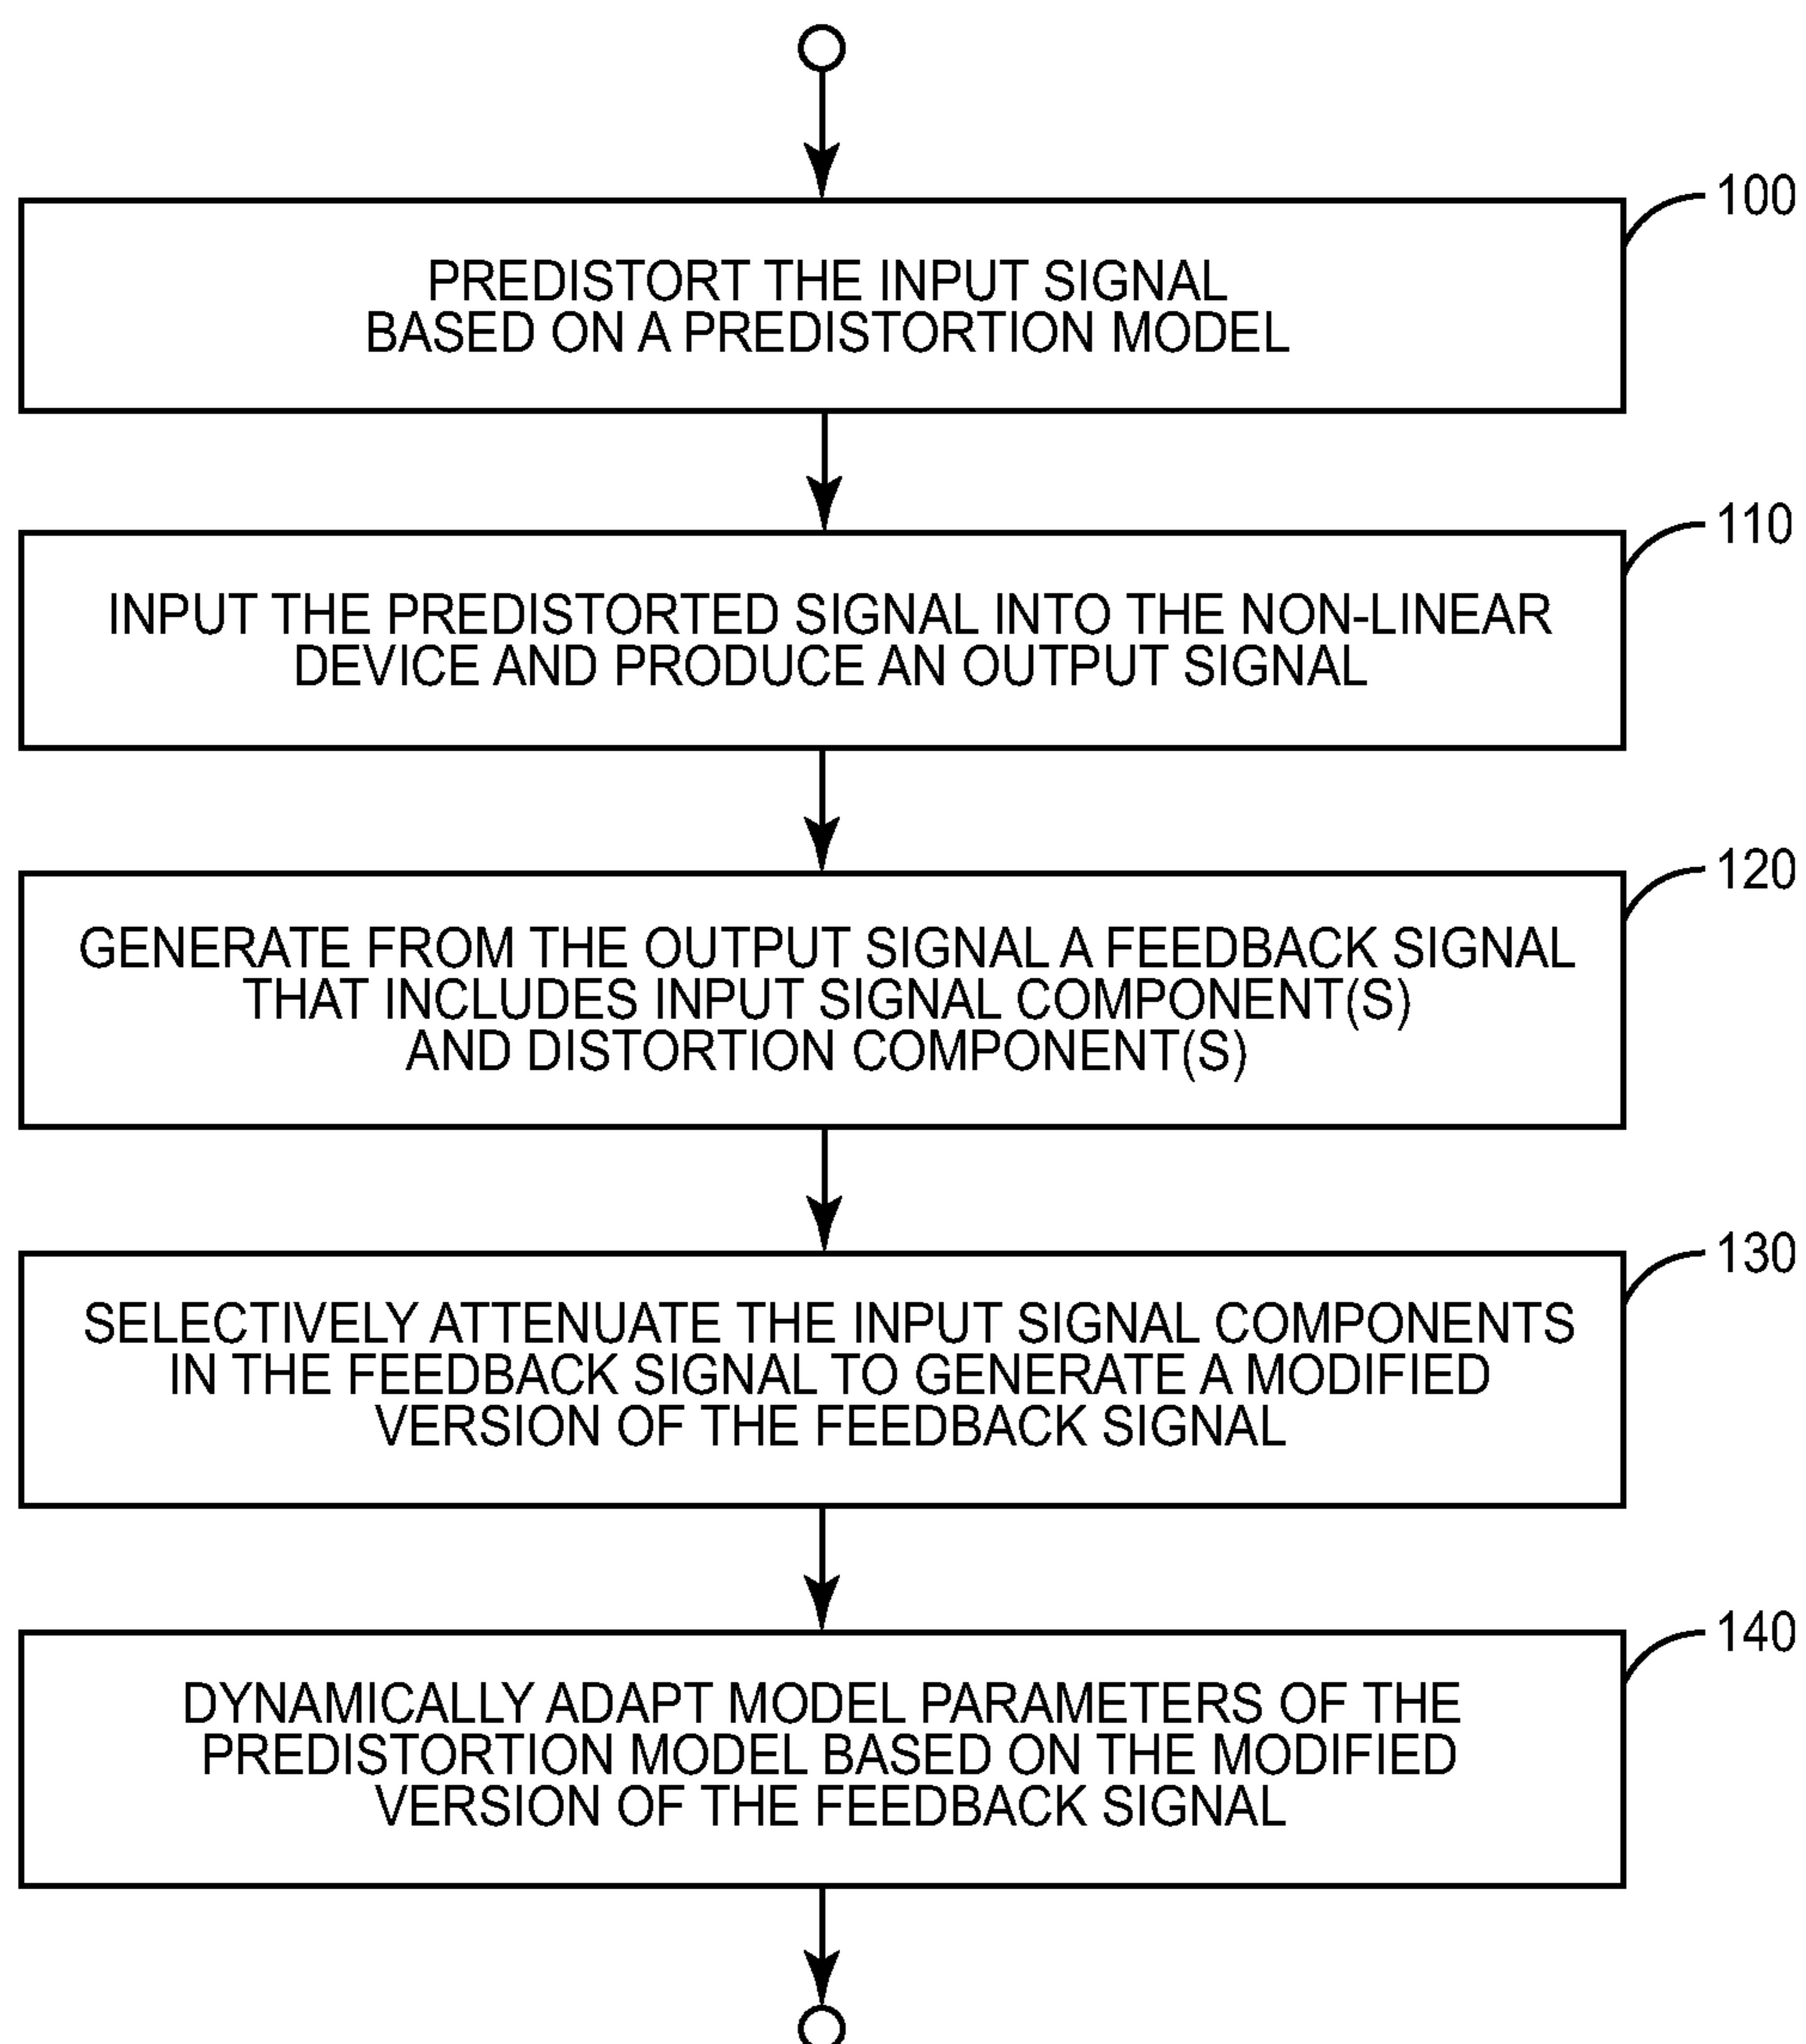 100
PREDISTORT THE INPUT SIGNAL
BASED ON A PREDISTORTION MODEL
110
INPUT THE PREDISTORTED SIGNAL INTO THE NON-LINEAR
DEVICE AND PRODUCE AN OUTPUT SIGNAL
120
GENERATE FROM THE OUTPUT SIGNAL A FEEDBACK SIGNAL
THAT INCLUDES INPUT SIGNAL COMPONENT(S)
AND DISTORTION COMPONENT(S)
130
SELECTIVELY ATTENUATE THE INPUT SIGNAL COMPONENTS
IN THE FEEDBACK SIGNAL TO GENERATE A MODIFIED
VERSION OF THE FEEDBACK SIGNAL
140
DYNAMICALLY ADAPT MODEL PARAMETERS OF THE
PREDISTORTION MODEL BASED ON THE MODIFIED
VERSION OF THE FEEDBACK SIGNAL